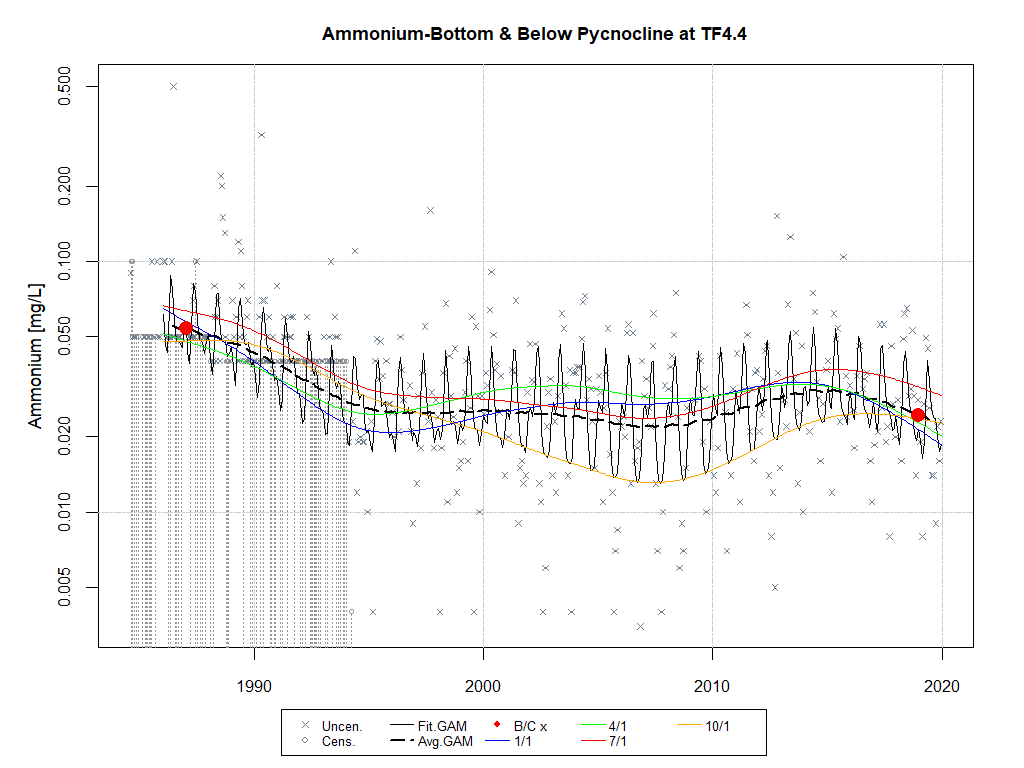 Ammonium-Bottom & Below Pycnocline at TF4.4
Ammonium [mg/L]
0.500
0.200
0.100
0.050
0.020
0.010
0.005
1990 2000 2010 2020
Uncen. Fit.GAM B/C x 4/1 10/1
Cens. Avg.GAM 1/1 7/1